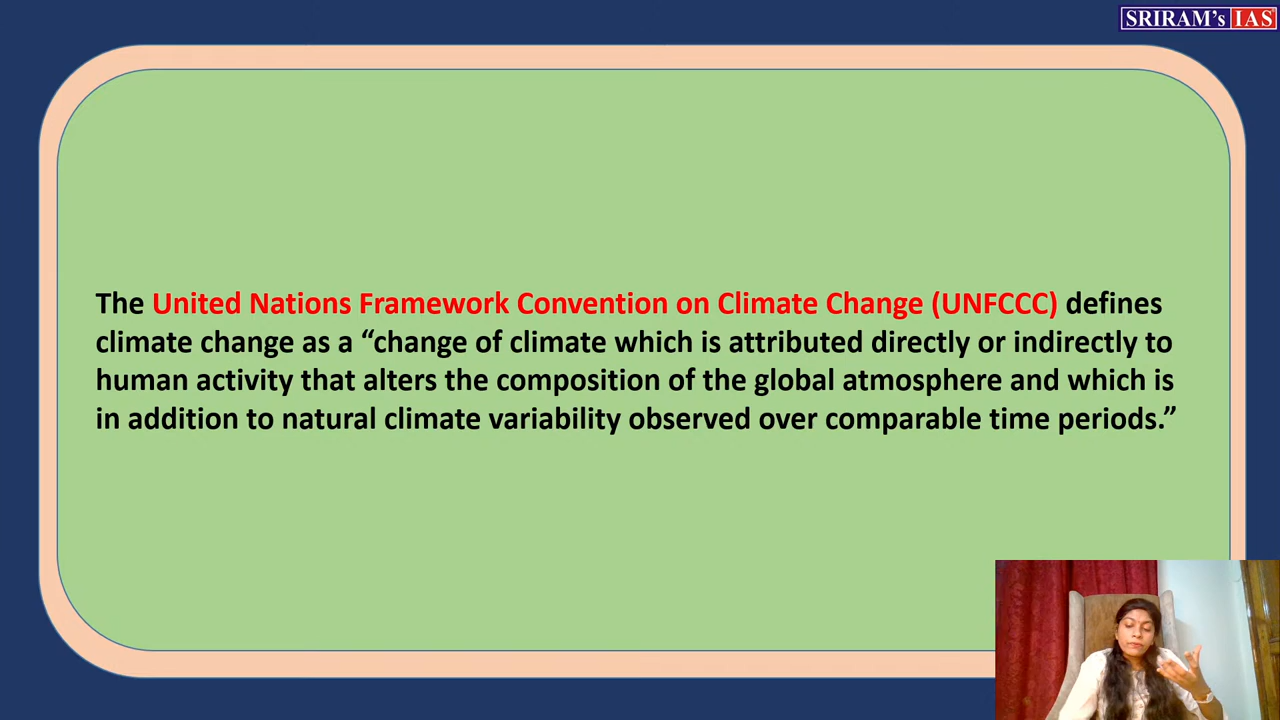 SRIRAM's IAS
The United Nations Framework Convention on Climate Change (UNFCCC) defines
climate change as a “change of climate which is attributed directly or indirectly to
human activity that alters the composition of the global atmosphere and which is
in addition to natural climate variability observed over comparable time periods.”